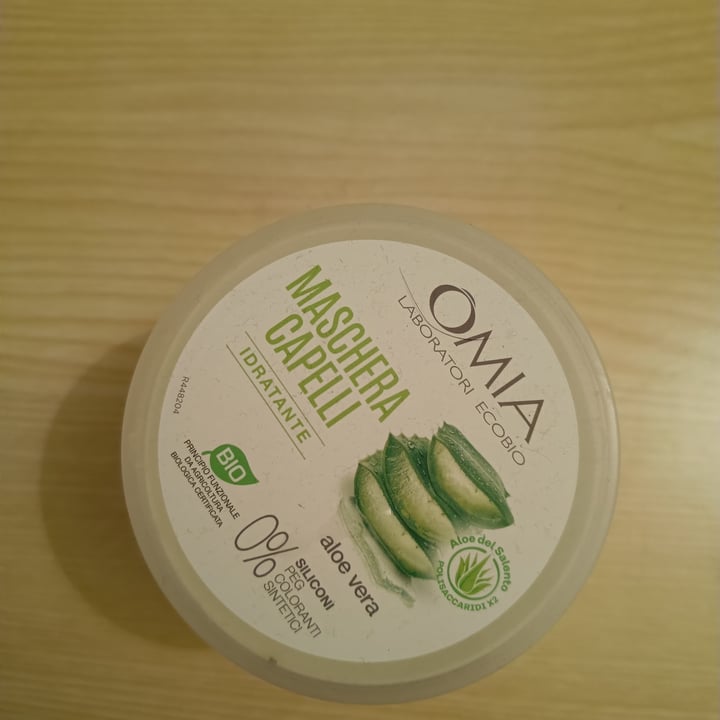 OMIA
LABORATORI ECOBIO
MASCHERA
CAPELLI
IDRATANTE
R448204
BIO
PRINCIPIO FUNZIONALE
DA AGRICOLTURA
BIOLOGICA CERTIFICATA
0%
SILICONI
PEG
COLORANTI
SINTETICI
aloe vera
Aloe del Salento
POLISACCARIDI X2